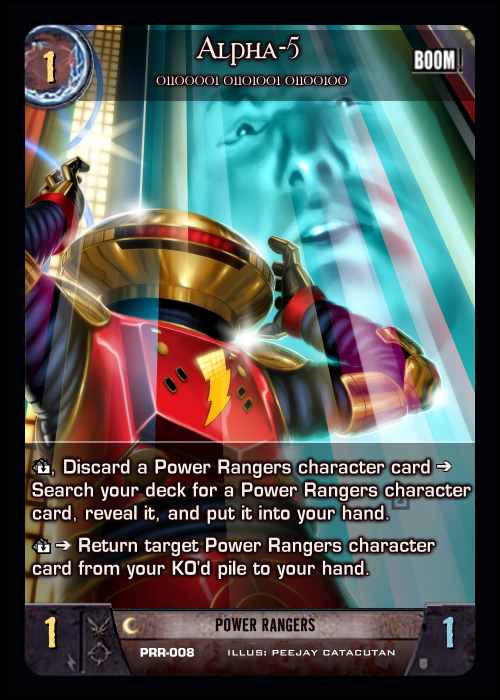 1
Alpha-5
BOOM!
01100001 01101001 01100100
, Discard a Power Rangers character card →
Search your deck for a Power Rangers character
card, reveal it, and put it into your hand.
→ Return target Power Rangers character
card from your KO'd pile to your hand.
1
POWER RANGERS
1
PRR-008
ILLUS: PEEJAY CATACUTAN